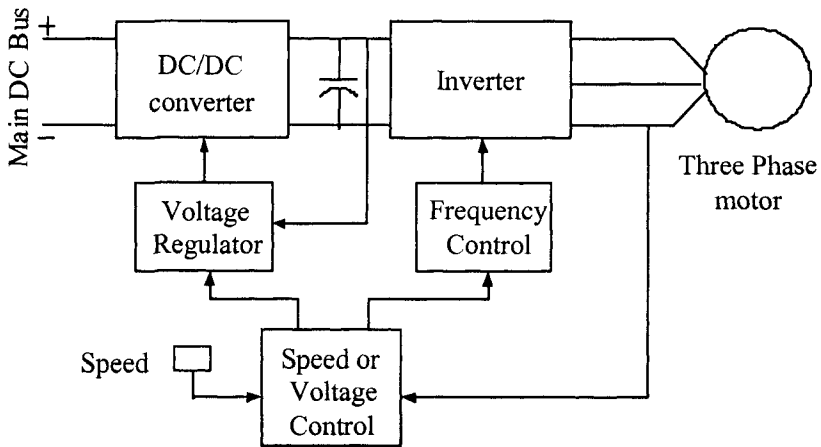 Main DC Bus
+
-
DC/DC
converter
Inverter
Three Phase
motor
Voltage
Regulator
Frequency
Control
Speed
Speed or
Voltage
Control